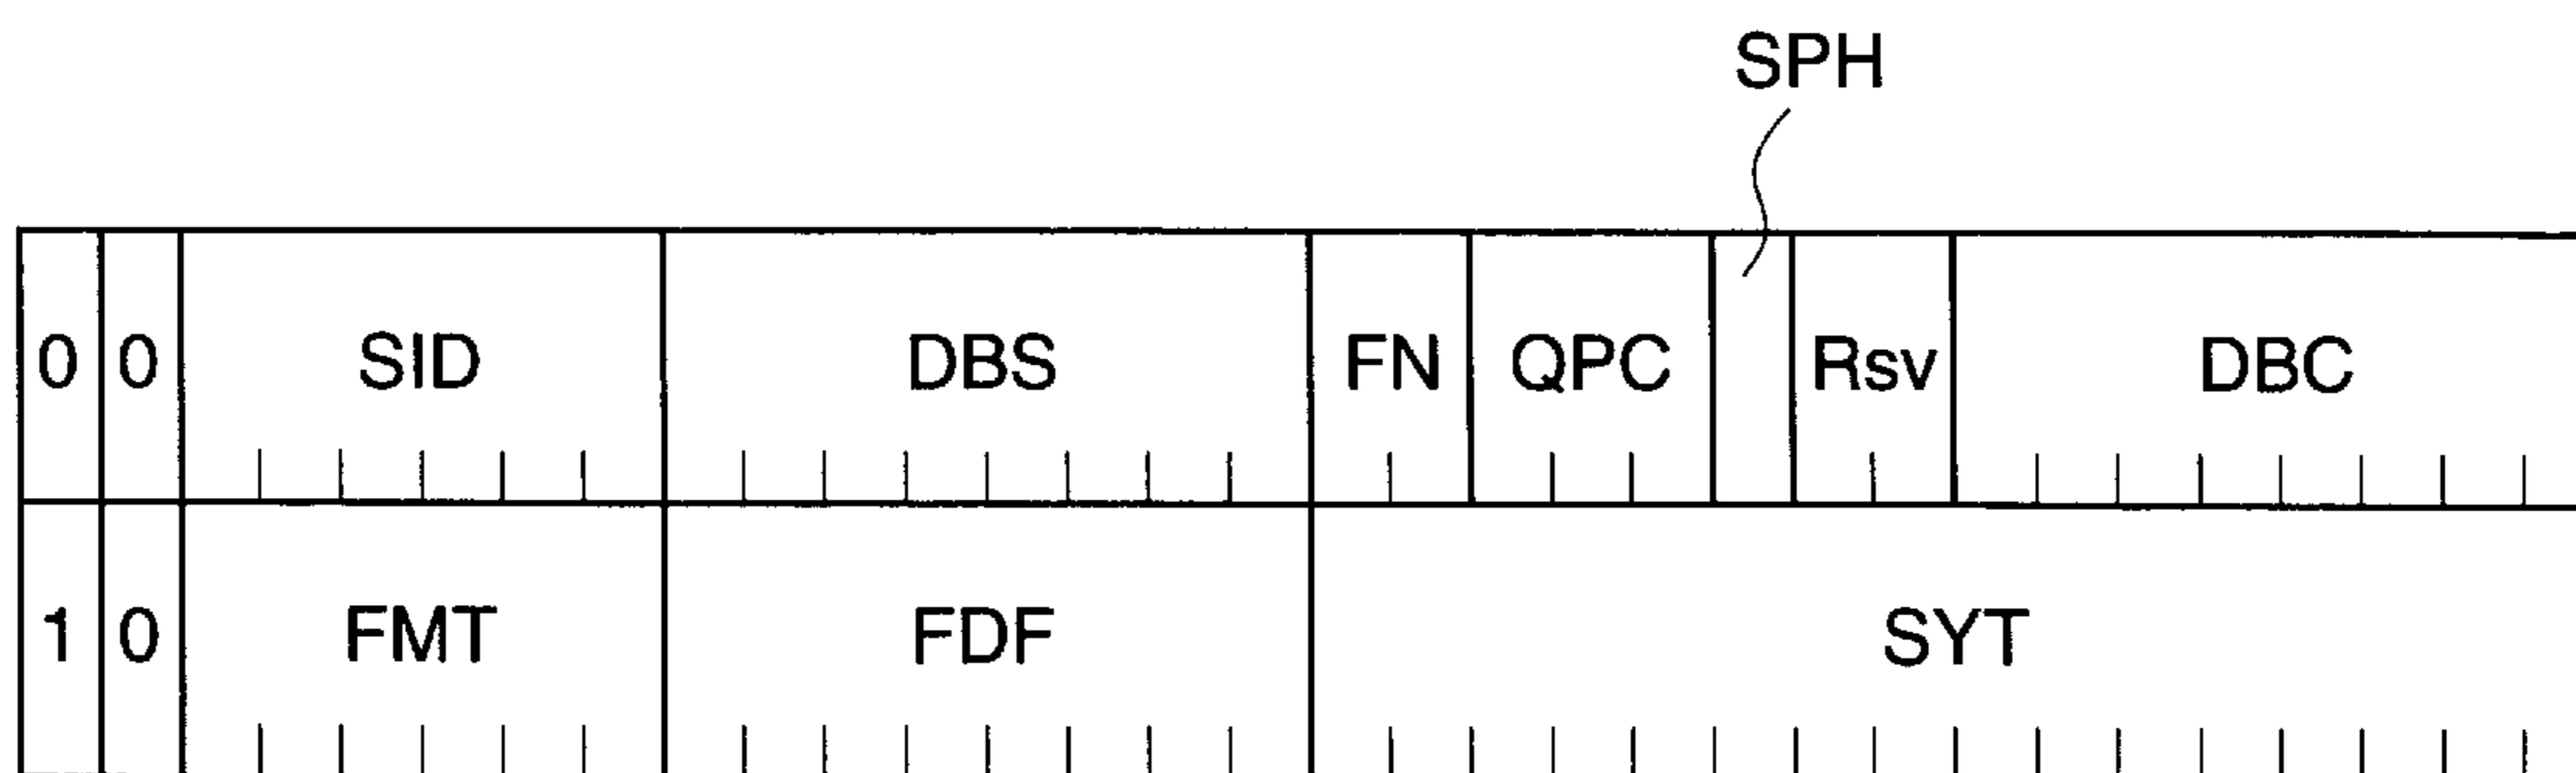 SPH
0 0 SID DBS FN QPC Rsv DBC
1 0 FMT FDF SYT